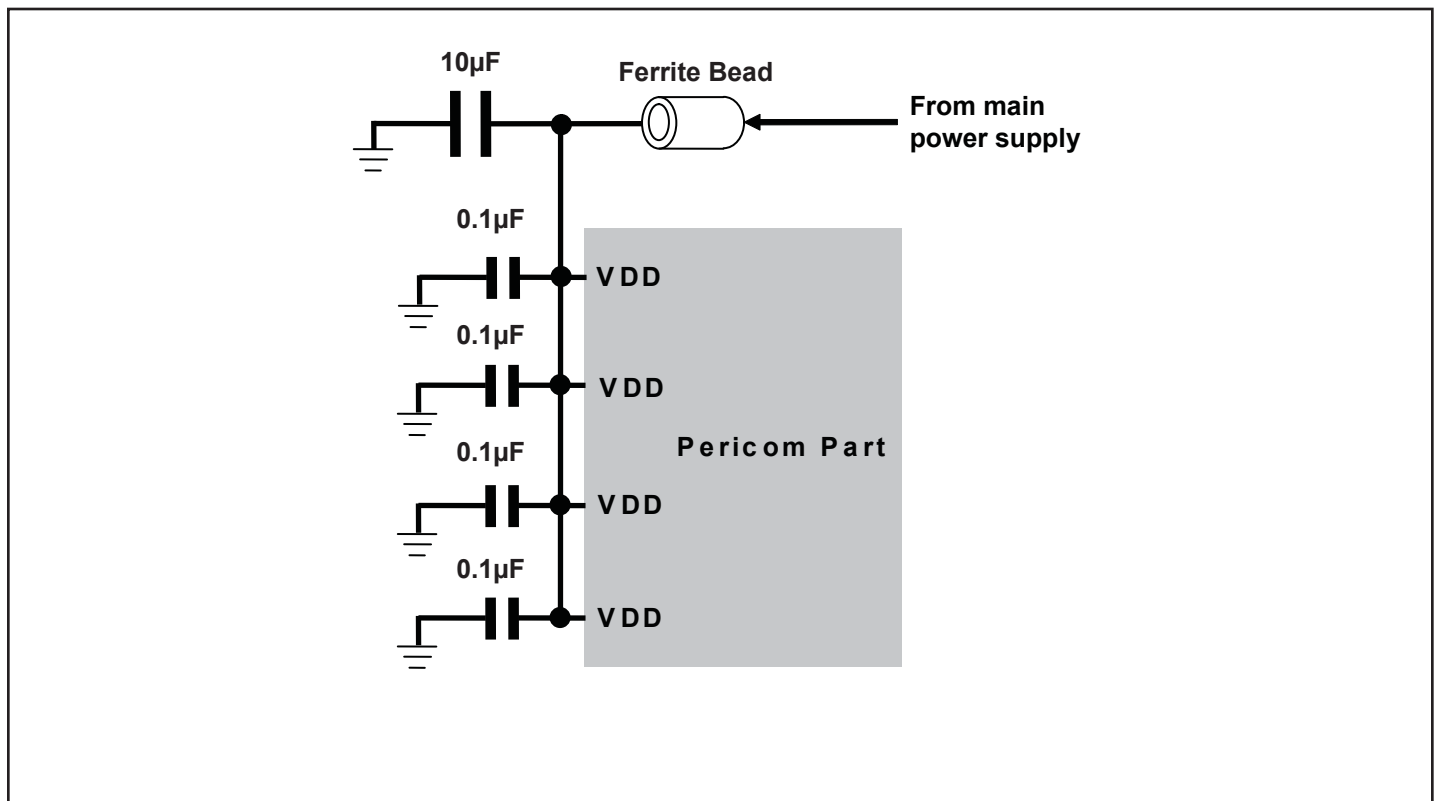 10µF
Ferrite Bead
From main
power supply
0.1µF
VDD
0.1µF
VDD
Pericom Part
0.1µF
VDD
0.1µF
VDD